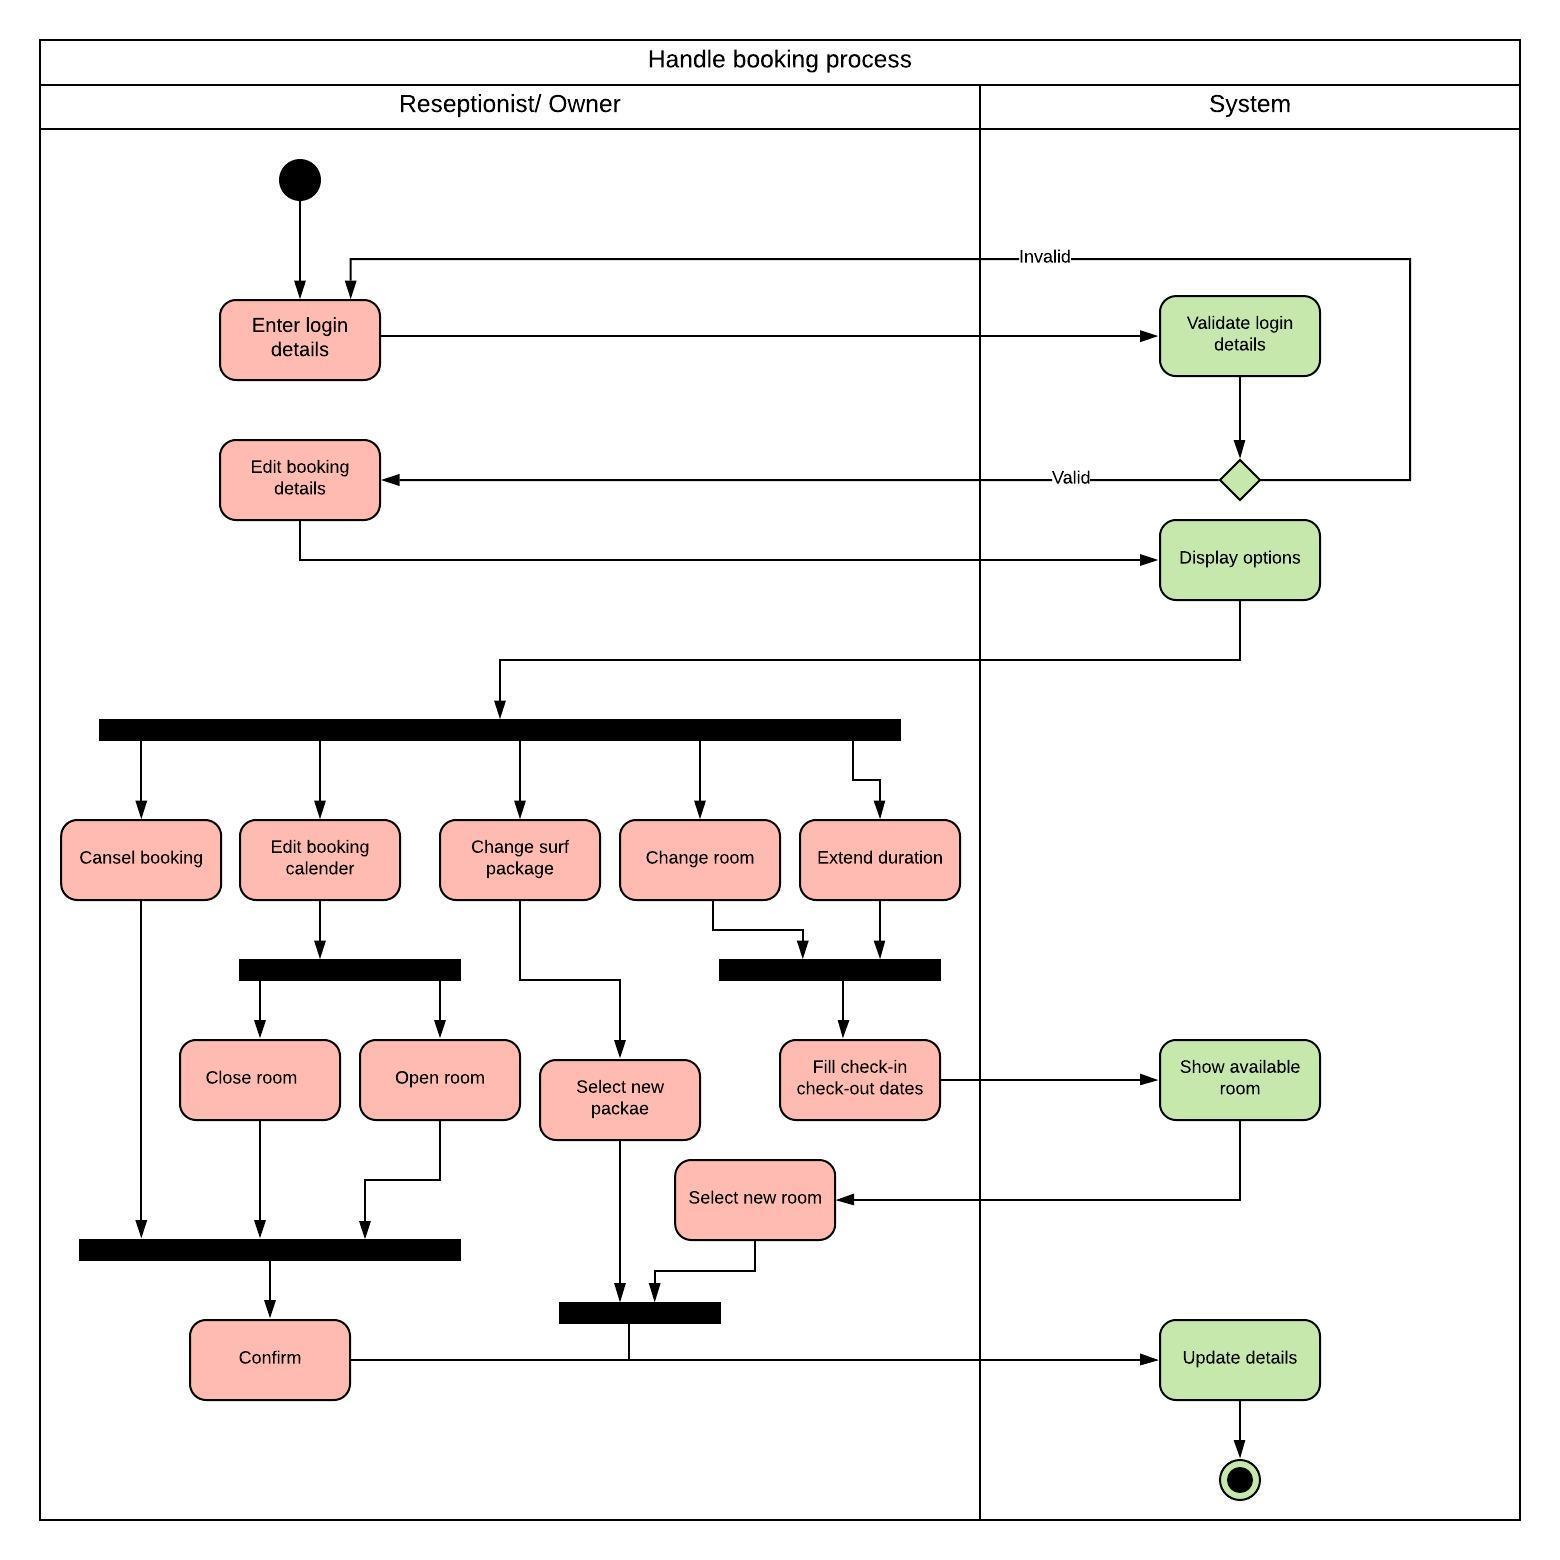 Handle booking process
Reseptionist/ Owner
System
Invalid
Enter login
details
Validate login
details
Edit booking
details
Valid
Display options
Cansel booking
Edit booking
calender
Change surf
package
Change room
Extend duration
Close room
Open room
Select new
packae
Fill check-in
check-out dates
Show available
room
Select new room
Confirm
Update details